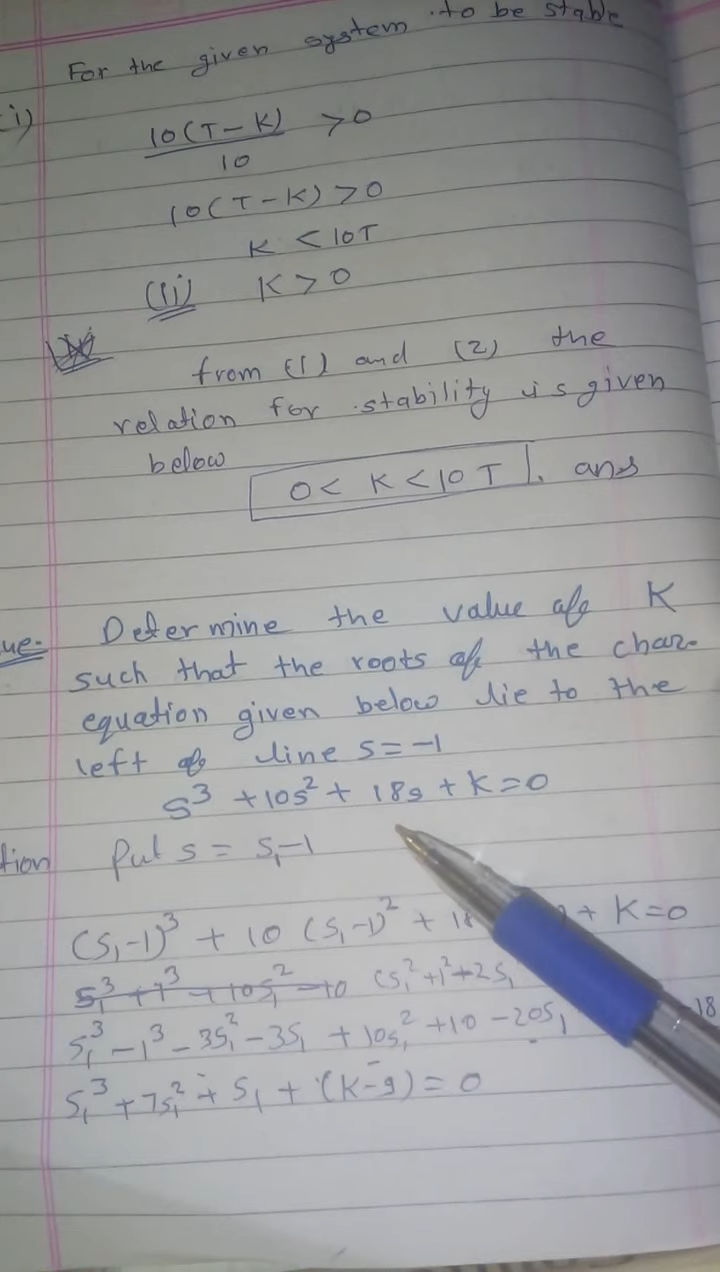 For the given system to be stable
i)
10(T-K)/10 >0
10(T-K) >0
K <10T
(ii) K > 0
from (1) and (2) the
relation for stability is given
below
0< K <10 T. ans
ue- Determine the value of K
such that the roots of the char-
equation given below lie to the
left of line s=-1
s³ +10s² + 18s + K=0
tion Put s = s₁-1
(s₁-1)³ + 10 (s₁-1)² + 18 + K=0
s₁³ + 1³ + 10s₁² - 10 (s₁²+1²+2s₁
s₁³ - 1³ - 3s₁² - 3s₁ + 10s₁² +10 - 20s₁ -18
s₁³ + 7s₁² + s₁ + (K-9) = 0